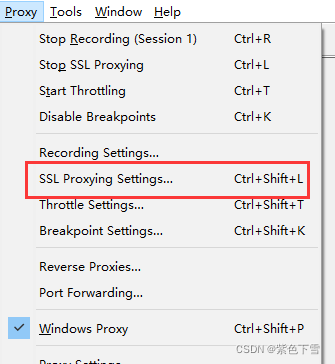 Proxy Tools Window Help
Stop Recording (Session 1) Ctrl+R
Stop SSL Proxying Ctrl+L
Start Throttling Ctrl+T
Disable Breakpoints Ctrl+K
Recording Settings...
SSL Proxying Settings... Ctrl+Shift+L
Throttle Settings... Ctrl+Shift+T
Breakpoint Settings... Ctrl+Shift+K
Reverse Proxies...
Port Forwarding...
Windows Proxy Ctrl+Shift+P
CSDN @紫色下雪